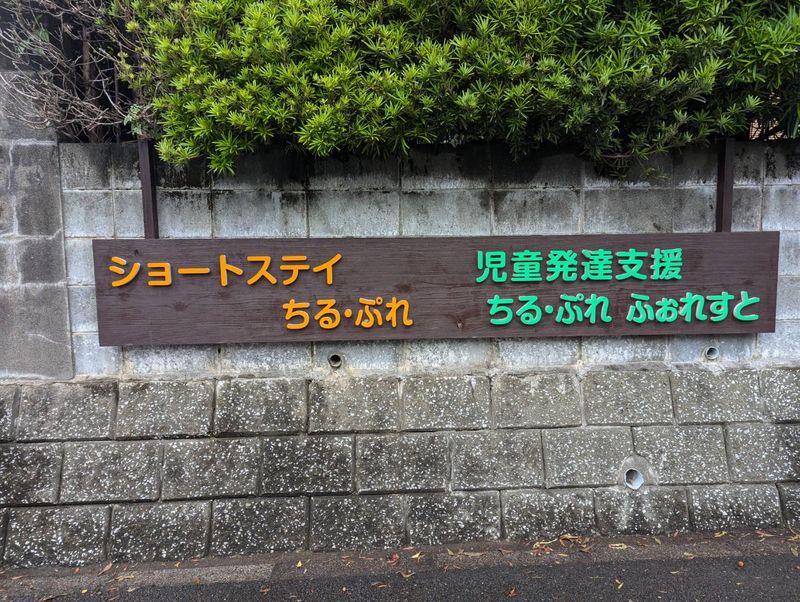 ショートステイ
ちる・ぷれ
児童発達支援
ちる・ぷれ ふぉれすと